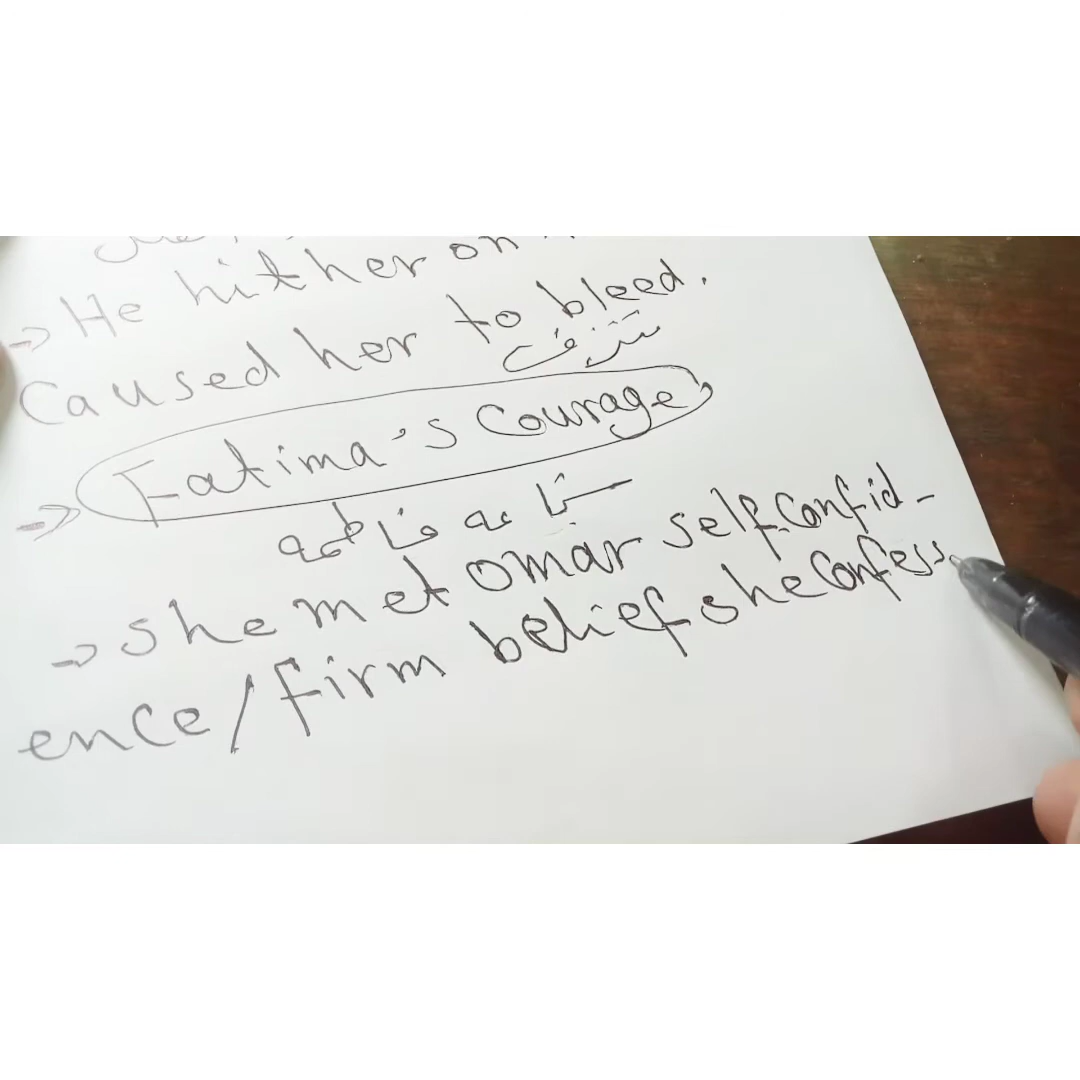 → He hit her on
Caused her to bleed.
تنزف
→ Fatima's Courage
شجاعة فاطمة
→ she met omar self confid-
ence/firm belief she confess